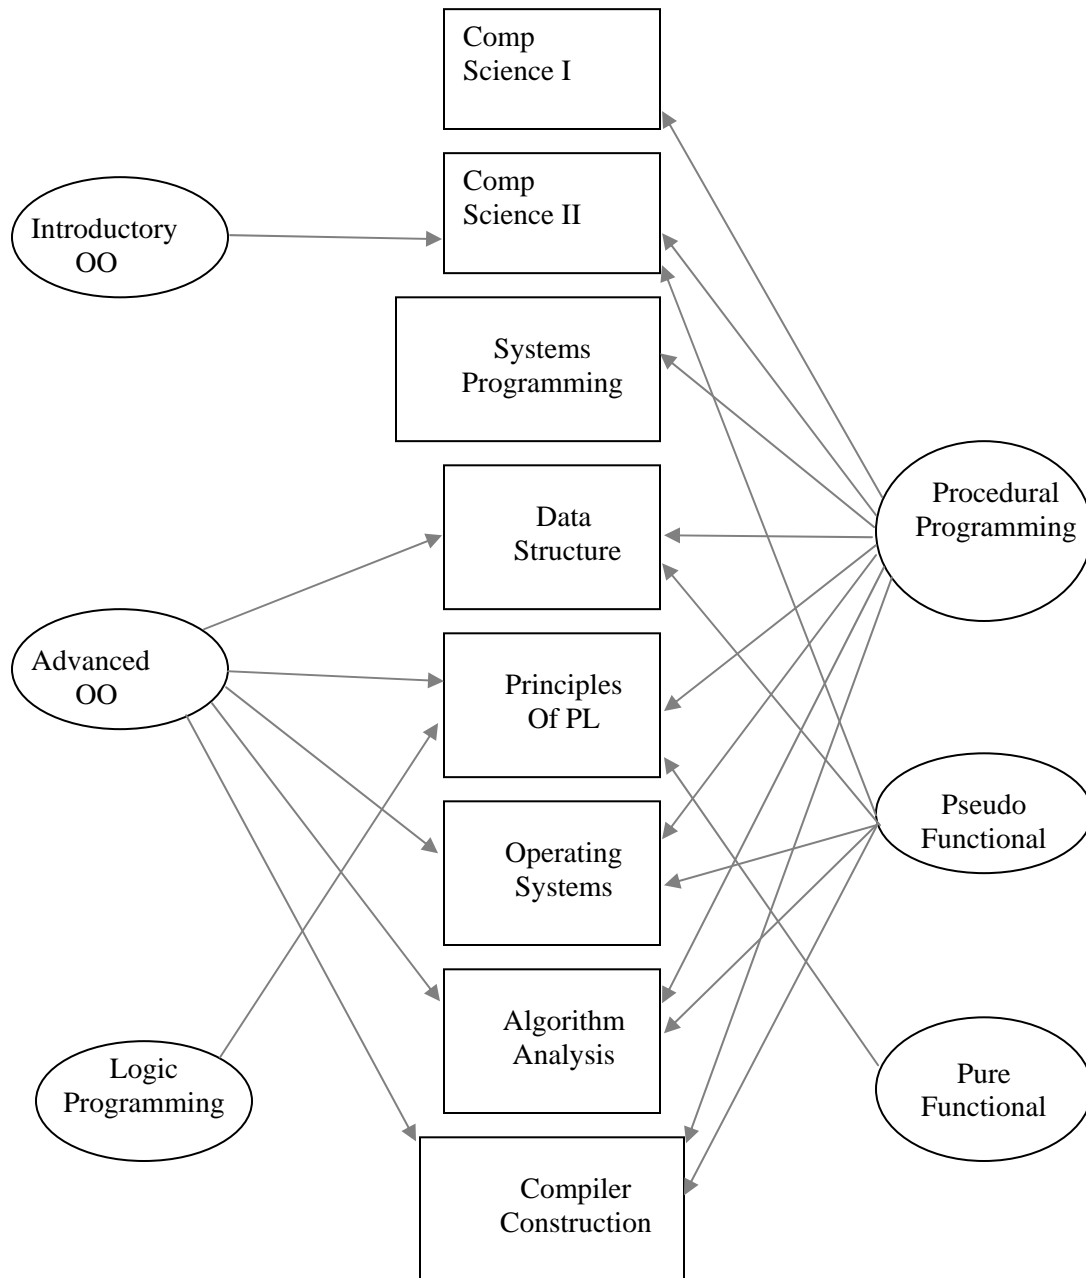 Comp
Science I
Comp
Science II
Introductory
OO
Systems
Programming
Data
Structure
Procedural
Programming
Advanced
OO
Principles
Of PL
Operating
Systems
Pseudo
Functional
Algorithm
Analysis
Logic
Programming
Pure
Functional
Compiler
Construction